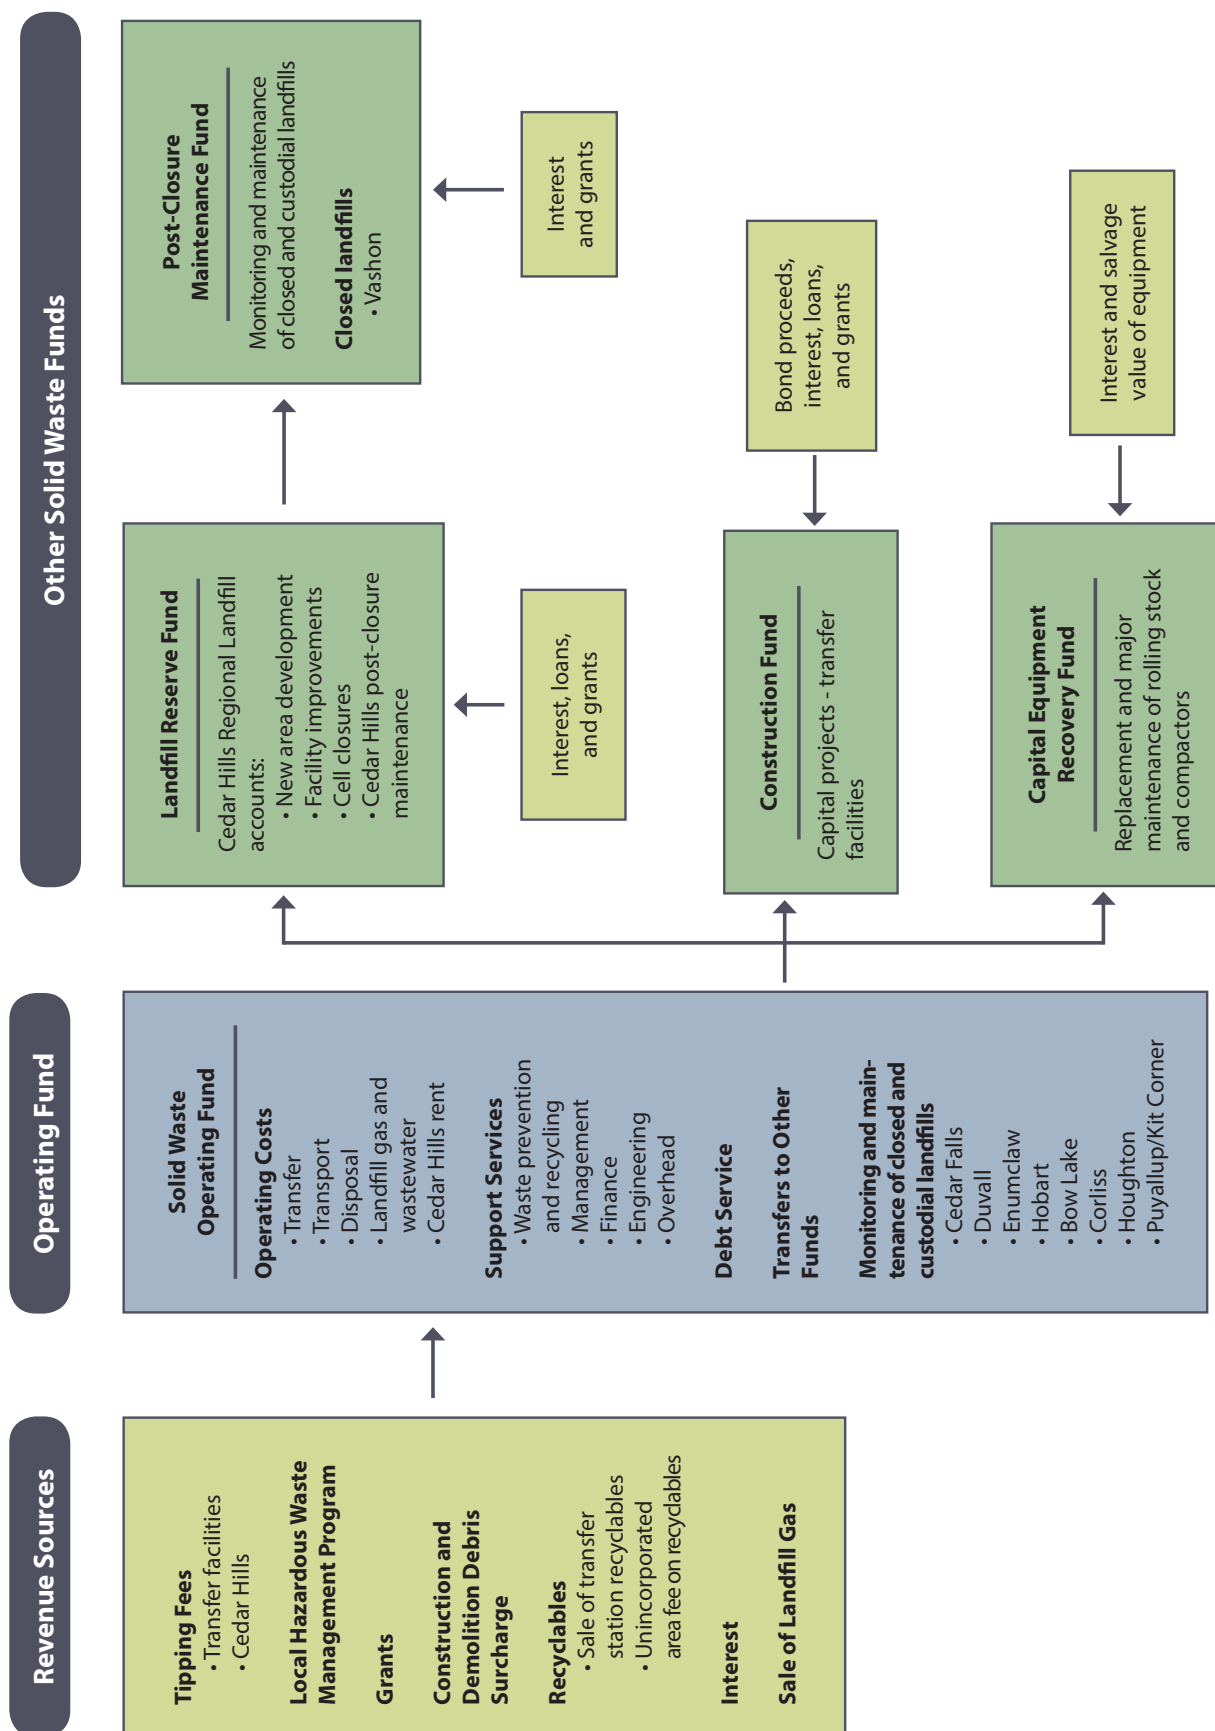 Revenue Sources
Tipping Fees
• Transfer facilities
• Cedar Hills
Local Hazardous Waste
Management Program
Grants
Construction and
Demolition Debris
Surcharge
Recyclables
• Sale of transfer
station recyclables
• Unincorporated
area fee on recyclables
Interest
Sale of Landfill Gas
Operating Fund
Solid Waste
Operating Fund
Operating Costs
• Transfer
• Transport
• Disposal
• Landfill gas and
wastewater
• Cedar Hills rent
Support Services
• Waste prevention
and recycling
• Management
• Finance
• Engineering
• Overhead
Debt Service
Transfers to Other
Funds
Monitoring and main-
tenance of closed and
custodial landfills
• Cedar Falls
• Duvall
• Enumclaw
• Hobart
• Bow Lake
• Corliss
• Houghton
• Puyallup/Kit Corner
Other Solid Waste Funds
Landfill Reserve Fund
Cedar Hills Regional Landfill
accounts:
• New area development
• Facility improvements
• Cell closures
• Cedar Hills post-closure
maintenance
Interest, loans,
and grants
Post-Closure
Maintenance Fund
Monitoring and maintenance
of closed and custodial landfills
Closed landfills
• Vashon
Interest
and grants
Construction Fund
Capital projects - transfer
facilities
Bond proceeds,
interest, loans,
and grants
Capital Equipment
Recovery Fund
Replacement and major
maintenance of rolling stock
and compactors
Interest and salvage
value of equipment